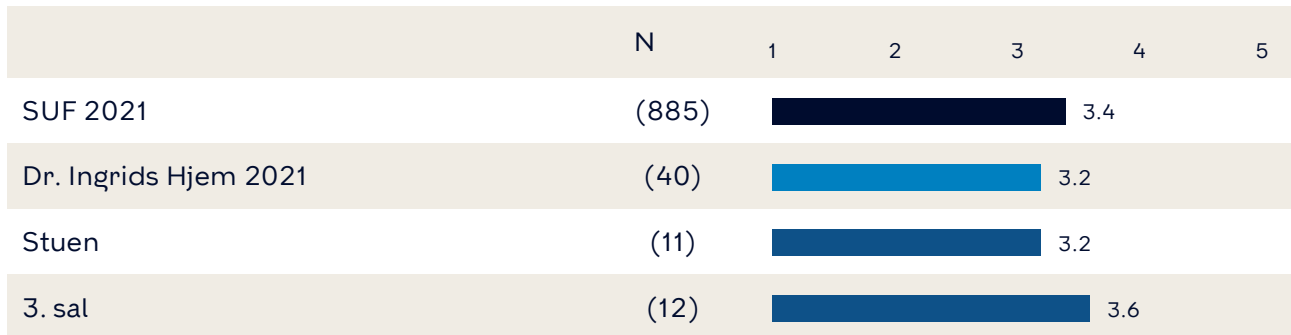 N 1 2 3 4 5
SUF 2021 (885) 3.4
Dr. Ingrids Hjem 2021 (40) 3.2
Stuen (11) 3.2
3. sal (12) 3.6